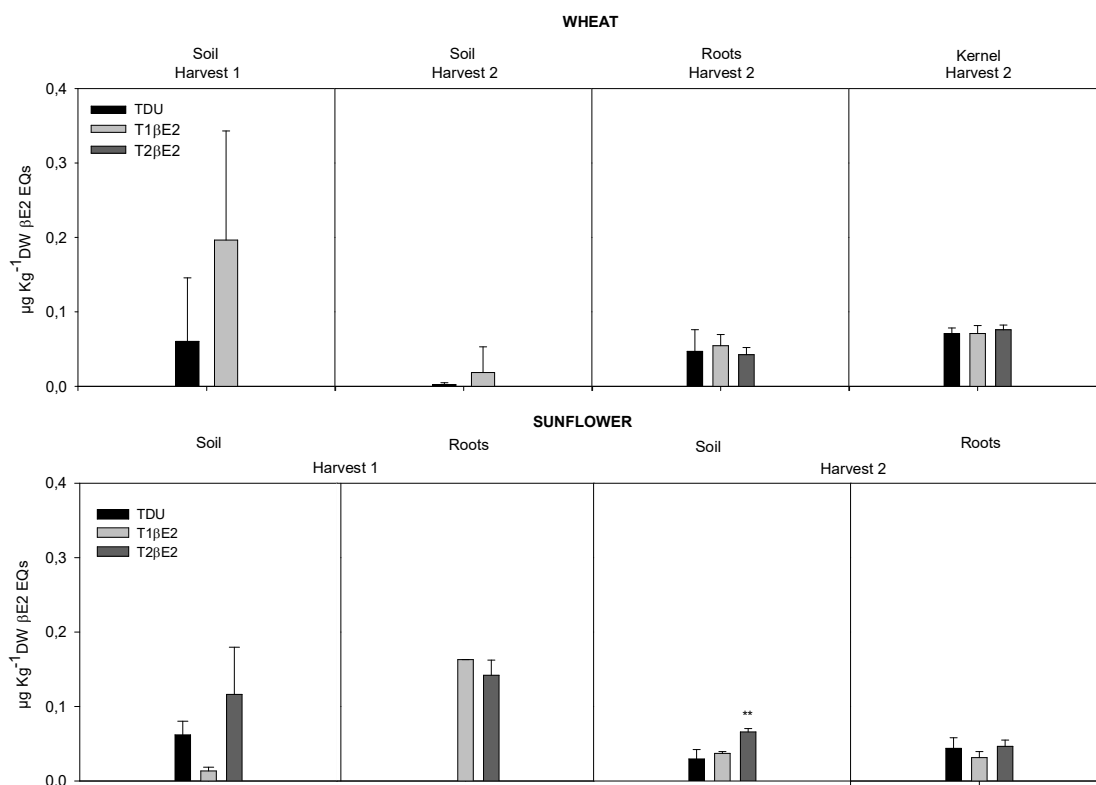 WHEAT
Soil
Harvest 1
Soil
Harvest 2
Roots
Harvest 2
Kernel
Harvest 2
0,4
0,3
0,2
0,1
0,0
µg Kg⁻¹DW βE2 EQs
TDU
T1βE2
T2βE2
SUNFLOWER
Soil
Roots
Soil
Roots
Harvest 1
Harvest 2
0,4
0,3
0,2
0,1
0,0
µg Kg⁻¹DW βE2 EQs
TDU
T1βE2
T2βE2
**